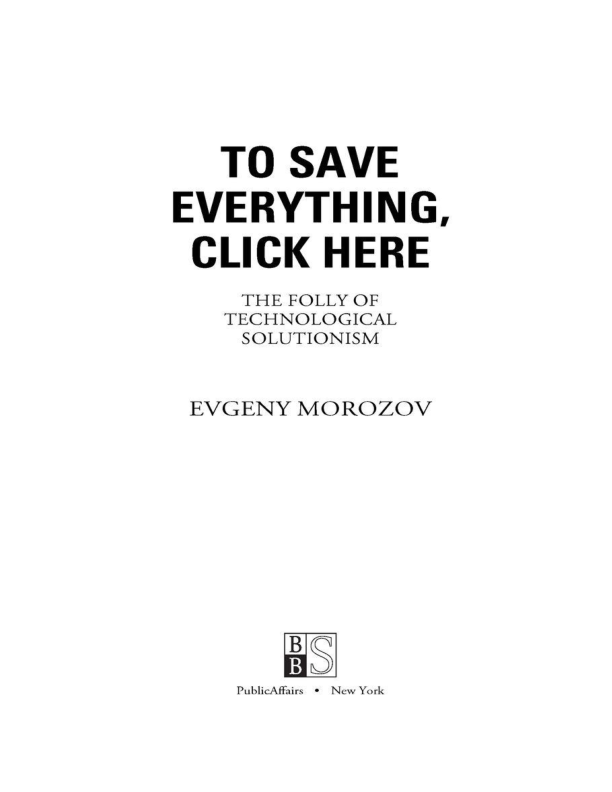 TO SAVE
EVERYTHING,
CLICK HERE
THE FOLLY OF
TECHNOLOGICAL
SOLUTIONISM
EVGENY MOROZOV
B S
B
PublicAffairs • New York